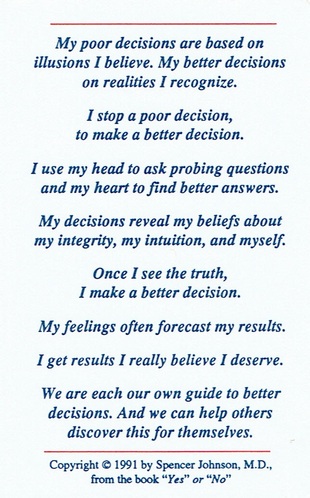 My poor decisions are based on
illusions I believe. My better decisions
on realities I recognize.
I stop a poor decision,
to make a better decision.
I use my head to ask probing questions
and my heart to find better answers.
My decisions reveal my beliefs about
my integrity, my intuition, and myself.
Once I see the truth,
I make a better decision.
My feelings often forecast my results.
I get results I really believe I deserve.
We are each our own guide to better
decisions. And we can help others
discover this for themselves.
Copyright © 1991 by Spencer Johnson, M.D.,
from the book “Yes” or “No”